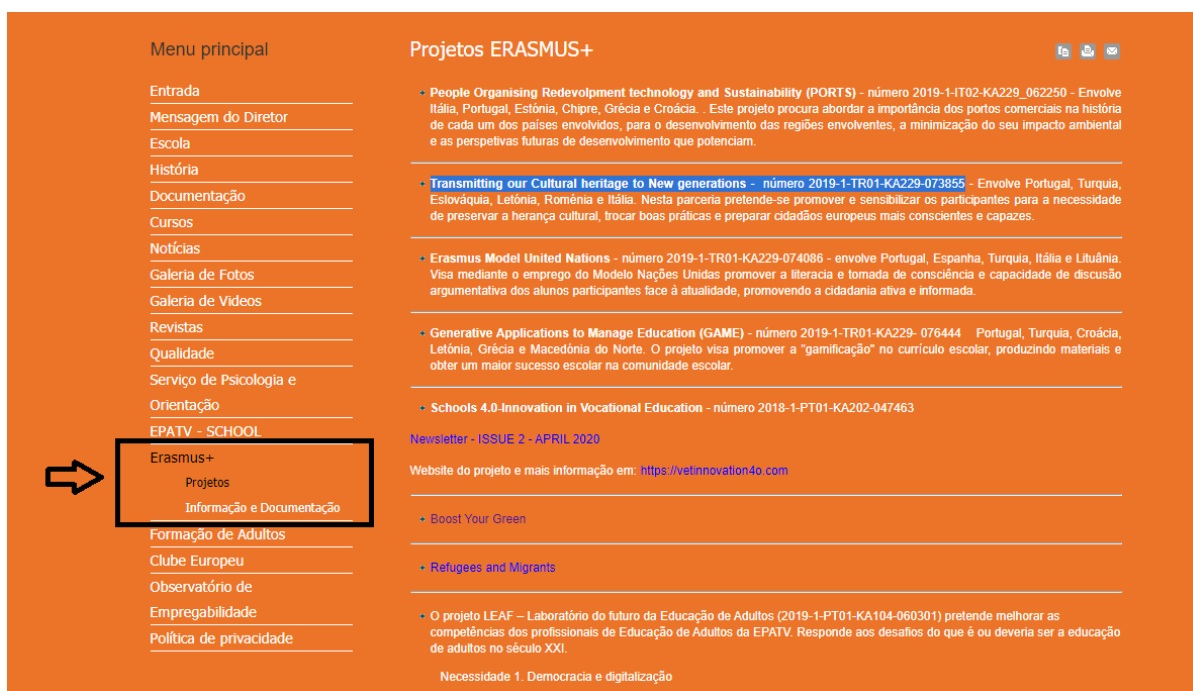 Menu principal
Entrada
Mensagem do Diretor
Escola
História
Documentação
Cursos
Notícias
Galeria de Fotos
Galeria de Videos
Revistas
Qualidade
Serviço de Psicologia e
Orientação
EPATV - SCHOOL
Erasmus+
Projetos
Informação e Documentação
Formação de Adultos
Clube Europeu
Observatório de
Empregabilidade
Política de privacidade
Projetos ERASMUS+
People Organising Redevolpment technology and Sustainability (PORTS) - número 2019-1-IT02-KA229_062250 - Envolve
Itália, Portugal, Estónia, Chipre, Grécia e Croácia. . Este projeto procura abordar a importância dos portos comerciais na história
de cada um dos países envolvidos, para o desenvolvimento das regiões envolventes, a minimização do seu impacto ambiental
e as perspetivas futuras de desenvolvimento que potenciam.
Transmitting our Cultural heritage to New generations - número 2019-1-TR01-KA229-073855 - Envolve Portugal, Turquia,
Eslováquia, Letónia, Roménia e Itália. Nesta parceria pretende-se promover e sensibilizar os participantes para a necessidade
de preservar a herança cultural, trocar boas práticas e preparar cidadãos europeus mais conscientes e capazes.
Erasmus Model United Nations - número 2019-1-TR01-KA229-074086 - envolve Portugal, Espanha, Turquia, Itália e Lituânia.
Visa mediante o emprego do Modelo Nações Unidas promover a literacia e tomada de consciência e capacidade de discusão
argumentativa dos alunos participantes face à atualidade, promovendo a cidadania ativa e informada.
Generative Applications to Manage Education (GAME) - número 2019-1-TR01-KA229- 076444 Portugal, Turquia, Croácia,
Letónia, Grécia e Macedónia do Norte. O projeto visa promover a "gamificação" no currículo escolar, produzindo materiais e
obter um maior sucesso escolar na comunidade escolar.
Schools 4.0-Innovation in Vocational Education - número 2018-1-PT01-KA202-047463
Newsletter - ISSUE 2 - APRIL 2020
Website do projeto e mais informação em: https://vetinnovation4o.com
Boost Your Green
Refugees and Migrants
O projeto LEAF – Laboratório do futuro da Educação de Adultos (2019-1-PT01-KA104-060301) pretende melhorar as
competências dos profissionais de Educação de Adultos da EPATV. Responde aos desafios do que é ou deveria ser a educação
de adultos no século XXI.
Necessidade 1. Democracia e digitalização